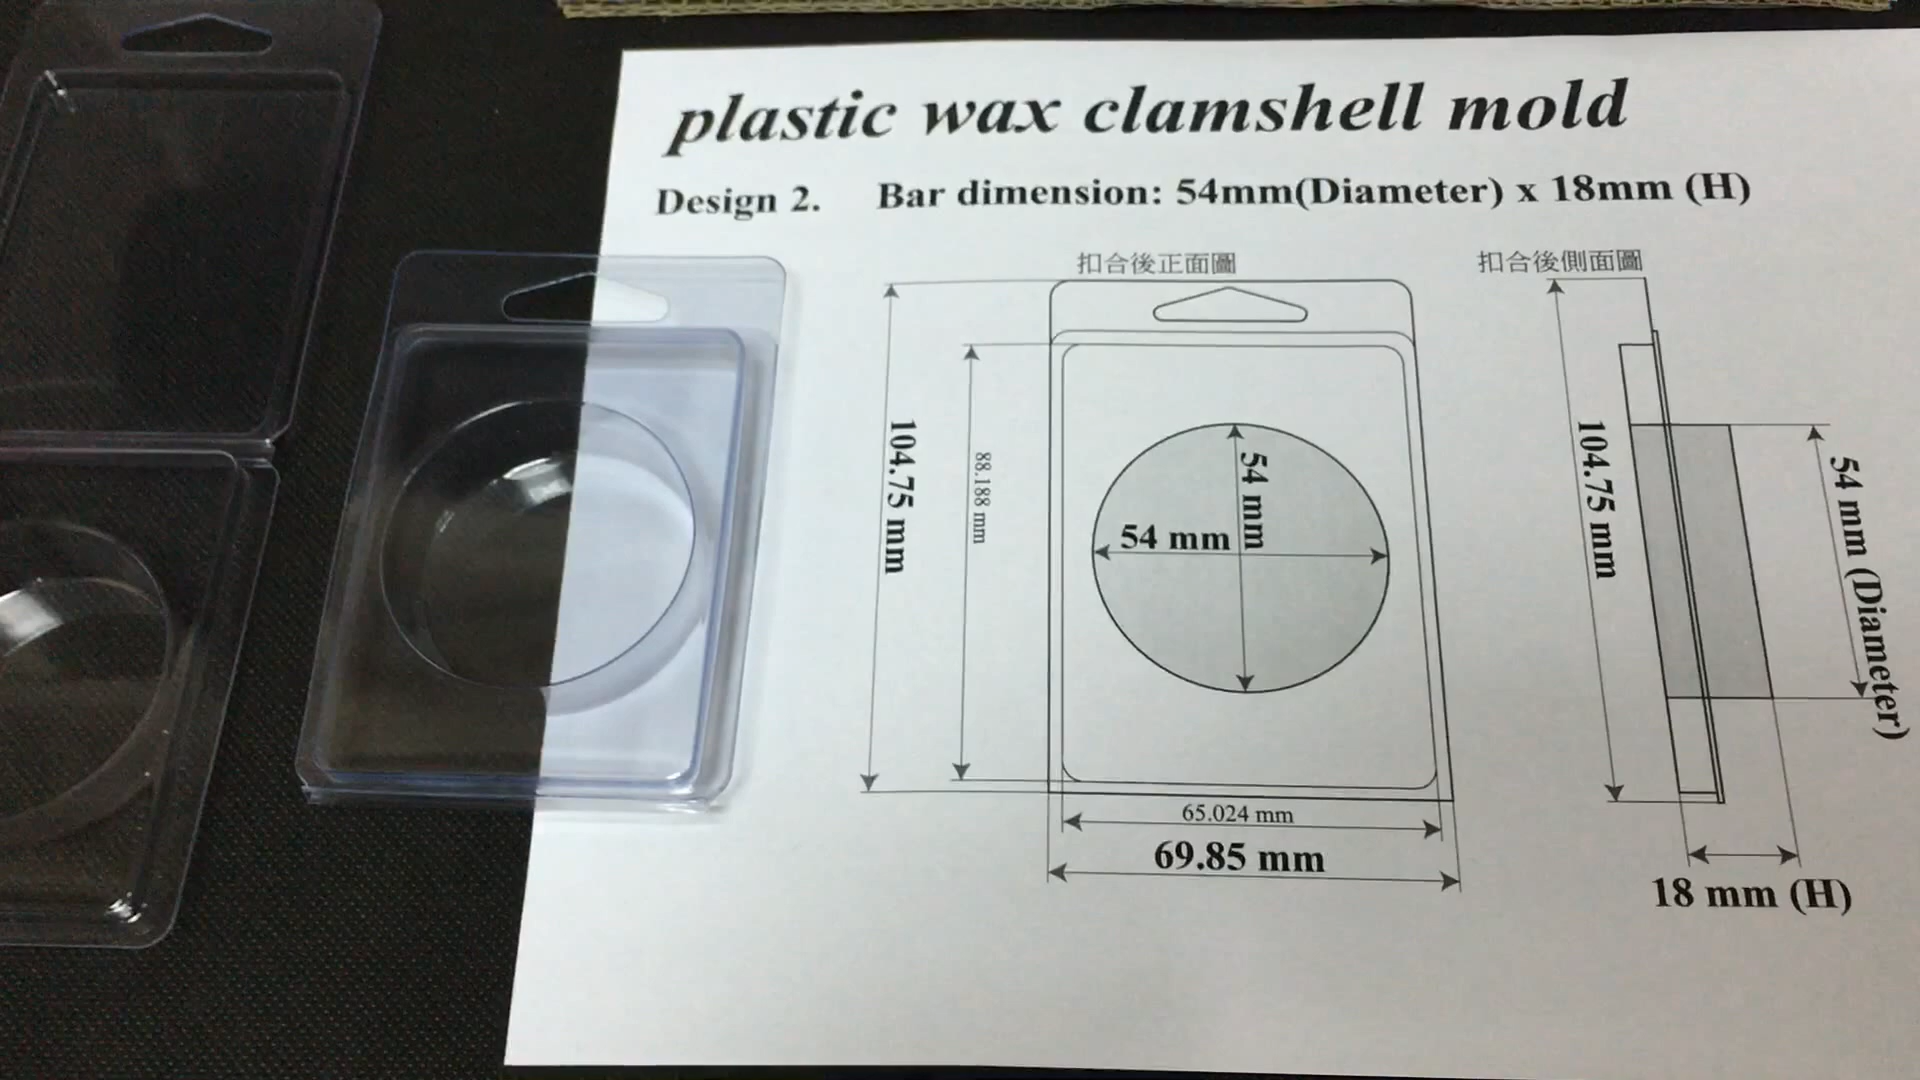 plastic wax clamshell mold
Design 2. Bar dimension: 54mm(Diameter) x 18mm (H)
扣合後正面圖
扣合後側面圖
104.75 mm
88.188 mm
54 mm
54 mm
65.024 mm
69.85 mm
104.75 mm
54 mm (Diameter)
18 mm (H)